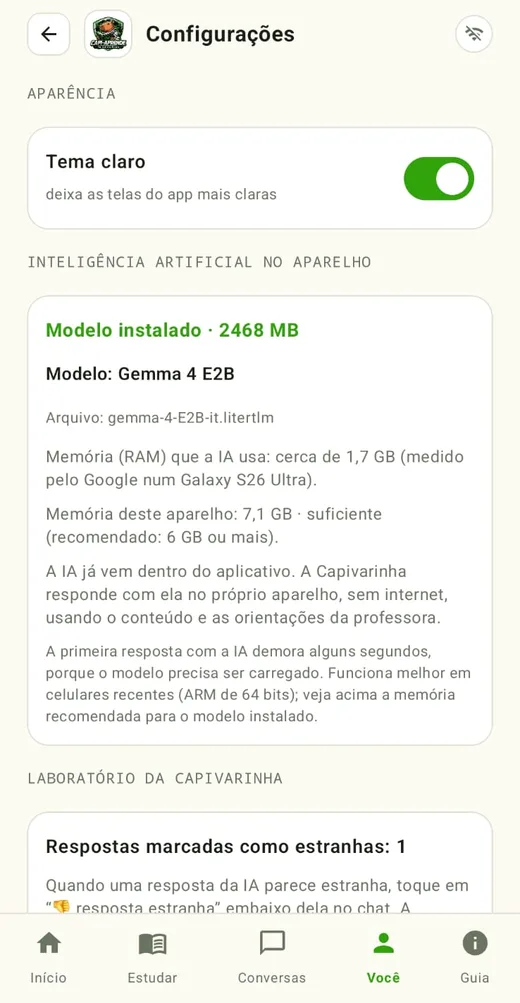 Configurações
APARÊNCIA
Tema claro
deixa as telas do app mais claras
INTELIGÊNCIA ARTIFICIAL NO APARELHO
Modelo instalado · 2468 MB
Modelo: Gemma 4 E2B
Arquivo: gemma-4-E2B-it.litertlm
Memória (RAM) que a IA usa: cerca de 1,7 GB (medido
pelo Google num Galaxy S26 Ultra).
Memória deste aparelho: 7,1 GB · suficiente
(recomendado: 6 GB ou mais).
A IA já vem dentro do aplicativo. A Capivarinha
responde com ela no próprio aparelho, sem internet,
usando o conteúdo e as orientações da professora.
A primeira resposta com a IA demora alguns segundos,
porque o modelo precisa ser carregado. Funciona melhor em
celulares recentes (ARM de 64 bits); veja acima a memória
recomendada para o modelo instalado.
LABORATÓRIO DA CAPIVARINHA
Respostas marcadas como estranhas: 1
Quando uma resposta da IA parece estranha, toque em
“👎 resposta estranha” embaixo dela no chat. A
Início
Estudar
Conversas
Você
Guia